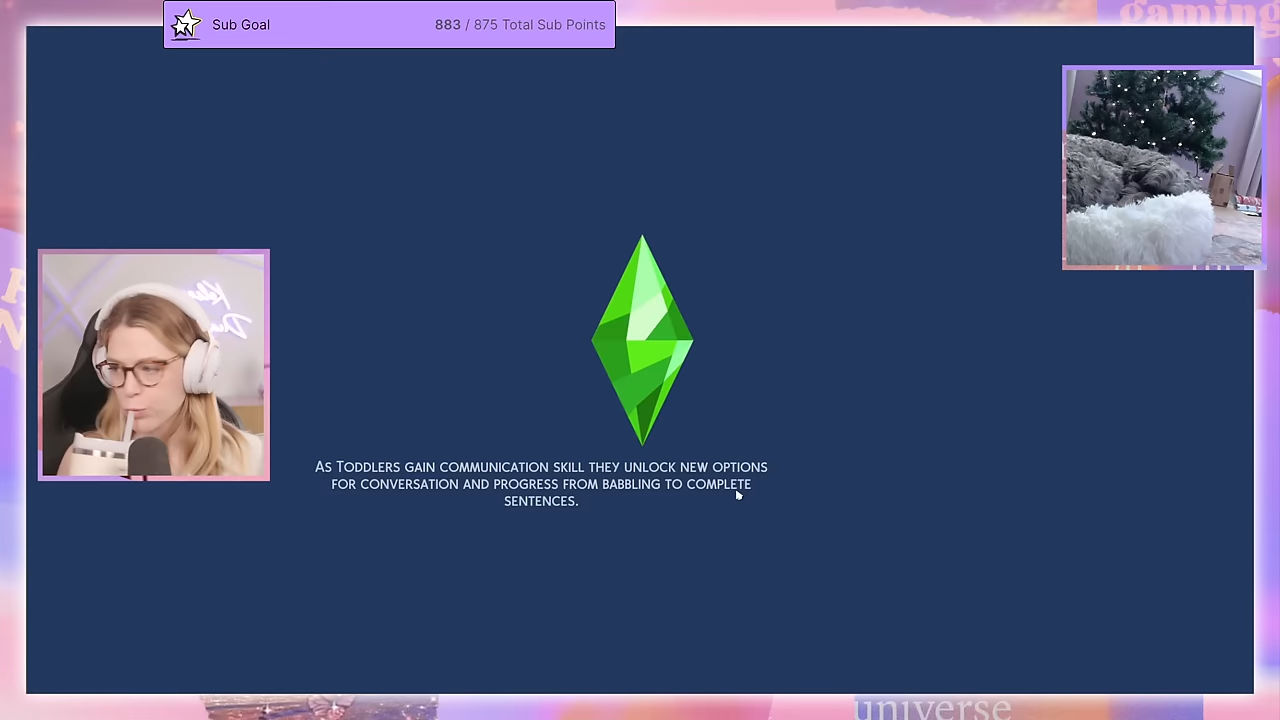 gaming
Sub Goal
883 / 875 Total Sub Points
As Toddlers gain communication skill they unlock new options
for conversation and progress from babbling to complete
sentences.
universe